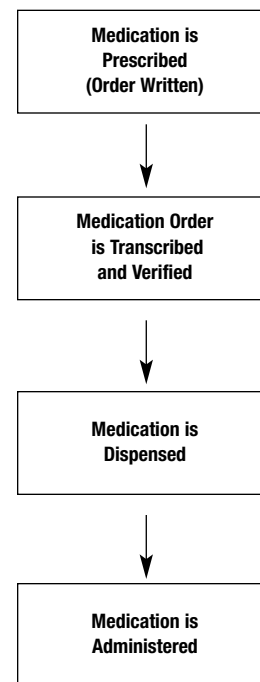 Medication is
Prescribed
(Order Written)
Medication Order
is Transcribed
and Verified
Medication is
Dispensed
Medication is
Administered